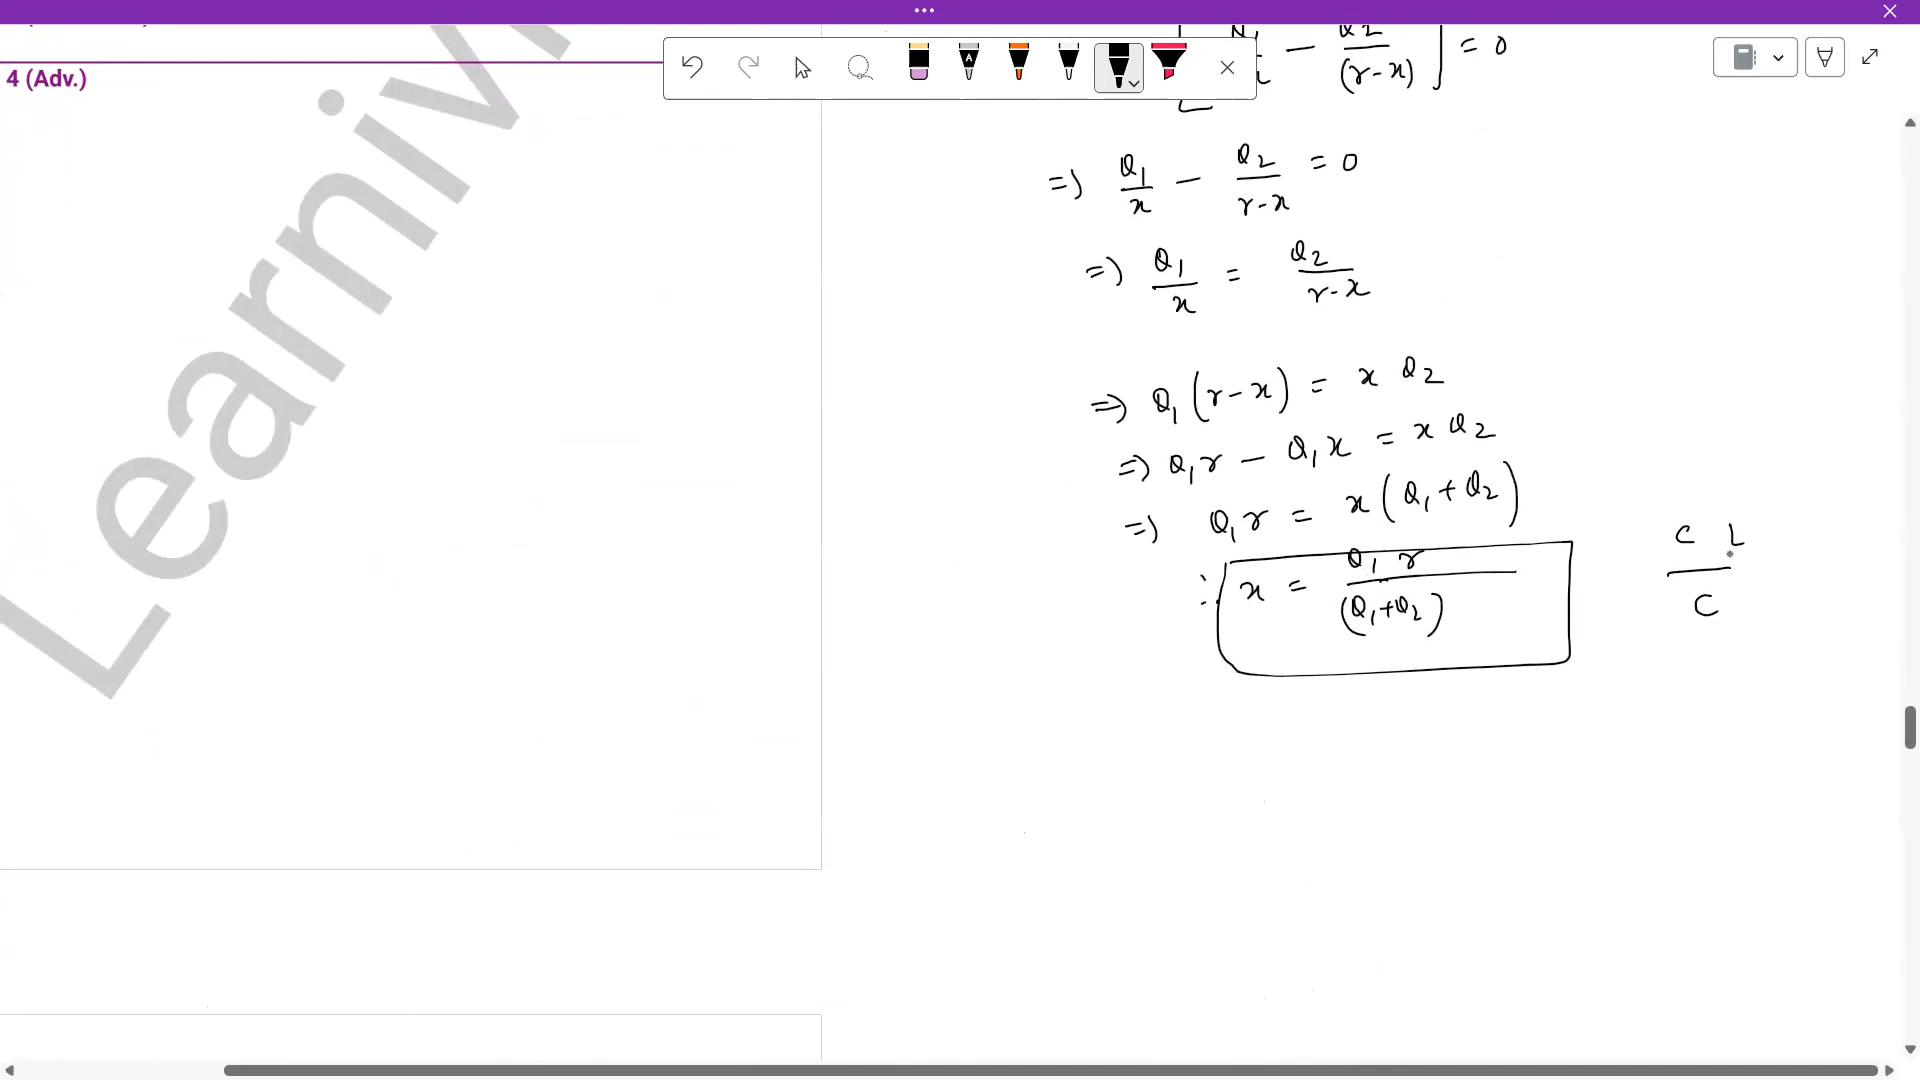 4 (Adv.)
Learniv
− Q2/(r-x) ] = 0
=) Q1/x − Q2/r-x = 0
=) Q1/x = Q2/r-x
=) Q1 (r-x) = x Q2
=) Q1r − Q1x = x Q2
=) Q1r = x (Q1+Q2)
∴ x = Q1 r/(Q1+Q2)
C L
C